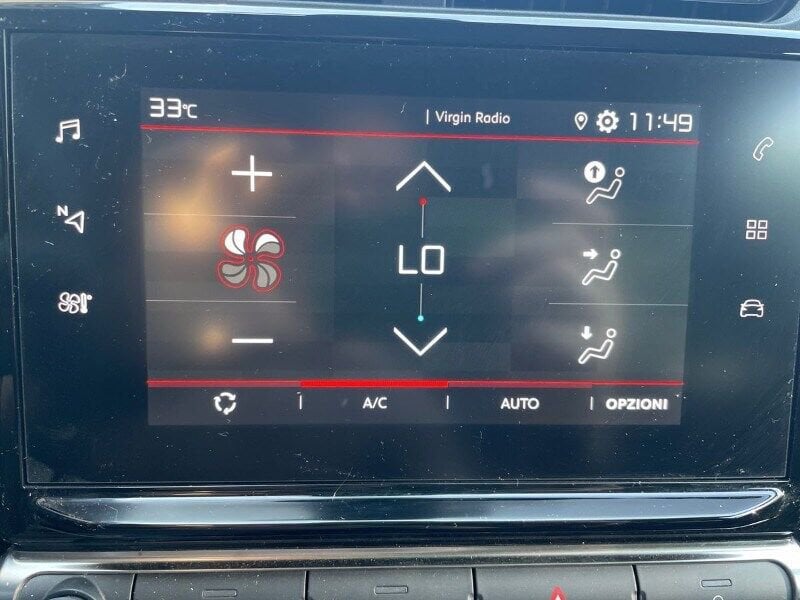 33°C
| Virgin Radio
11:49
N
LO
A/C
AUTO
OPZIONI